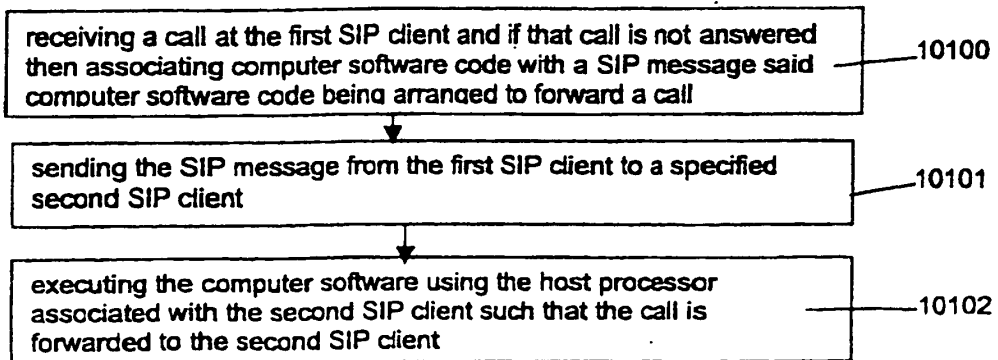 receiving a call at the first SIP client and if that call is not answered
then associating computer software code with a SIP message said
computer software code being arranged to forward a call
10100
sending the SIP message from the first SIP client to a specified
second SIP client
10101
executing the computer software using the host processor
associated with the second SIP client such that the call is
forwarded to the second SIP client
10102